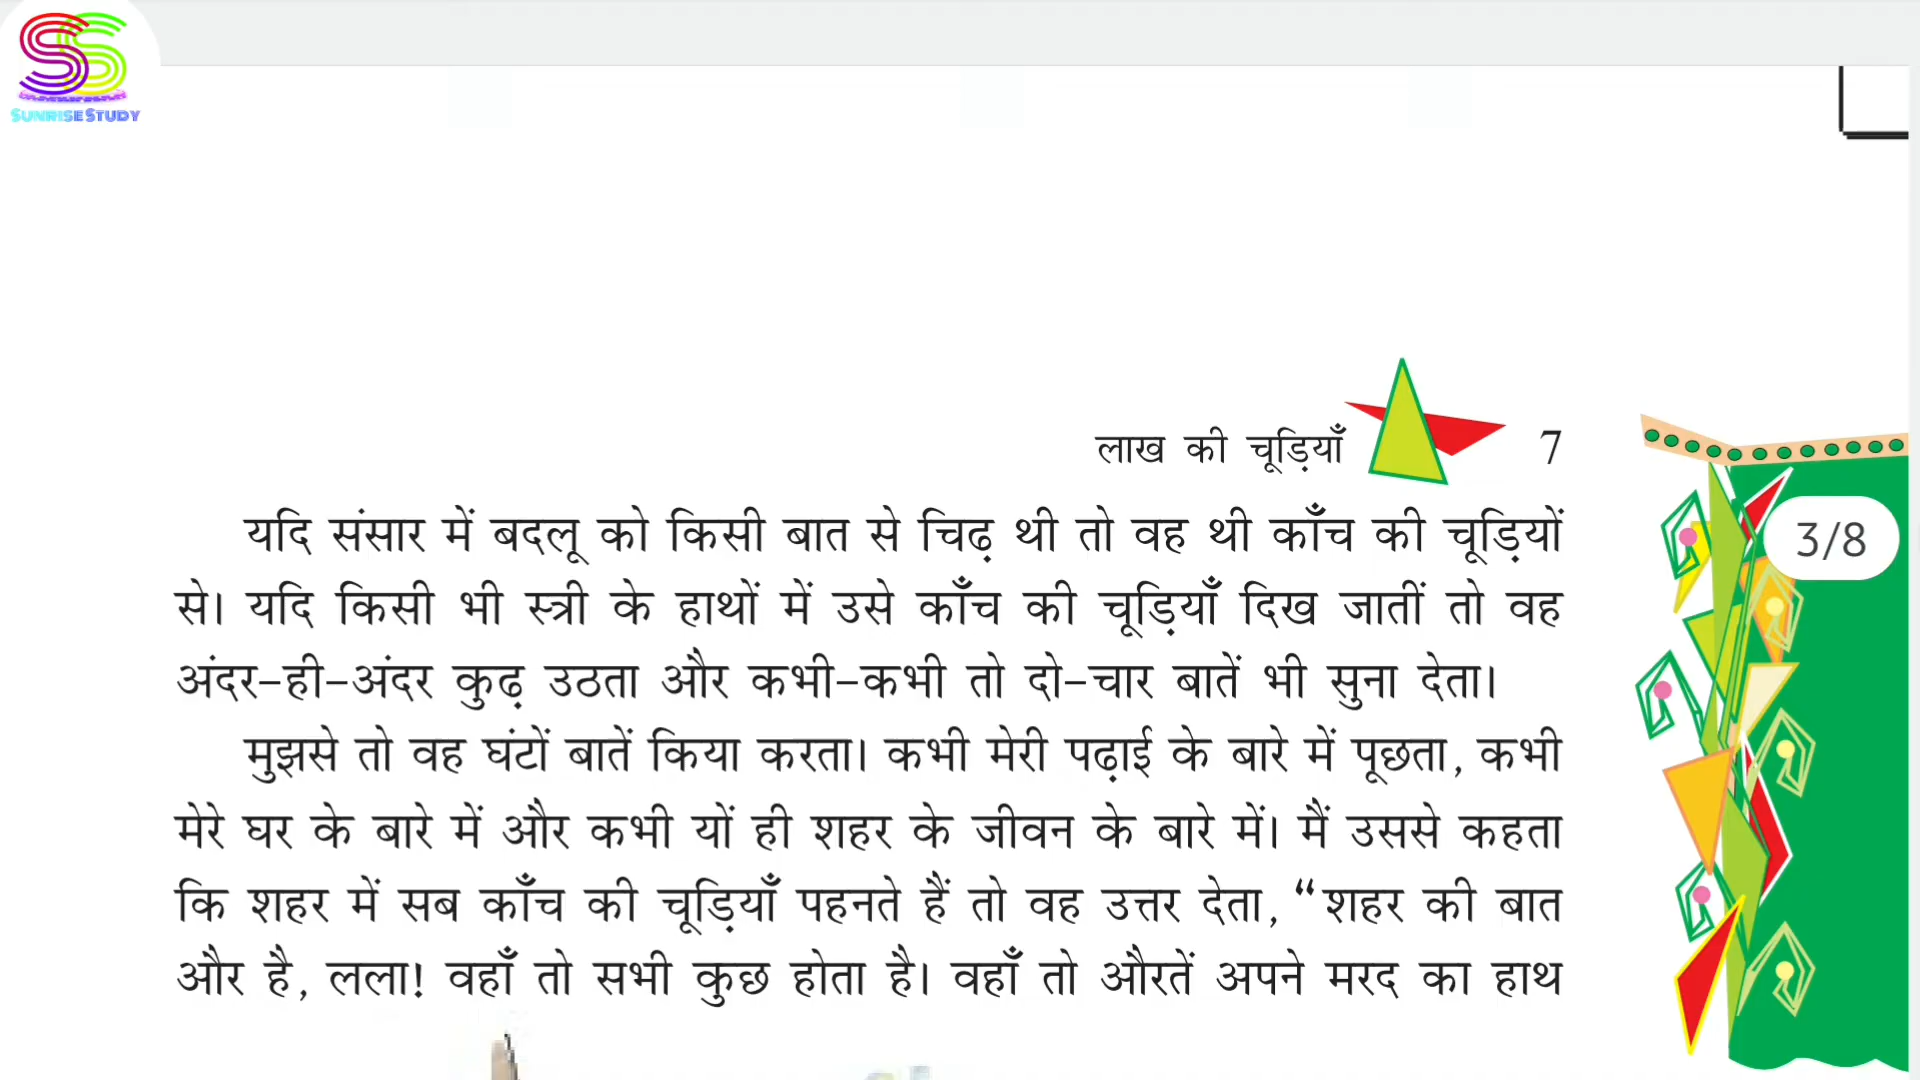 SUNRISESTUDY
लाख की चूड़ियाँ 7
3/8
यदि संसार में बदलू को किसी बात से चिढ़ थी तो वह थी काँच की चूड़ियों
से। यदि किसी भी स्त्री के हाथों में उसे काँच की चूड़ियाँ दिख जातीं तो वह
अंदर-ही-अंदर कुढ़ उठता और कभी-कभी तो दो-चार बातें भी सुना देता।
मुझसे तो वह घंटों बातें किया करता। कभी मेरी पढ़ाई के बारे में पूछता, कभी
मेरे घर के बारे में और कभी यों ही शहर के जीवन के बारे में। मैं उससे कहता
कि शहर में सब काँच की चूड़ियाँ पहनते हैं तो वह उत्तर देता, “शहर की बात
और है, लला! वहाँ तो सभी कुछ होता है। वहाँ तो औरतें अपने मरद का हाथ